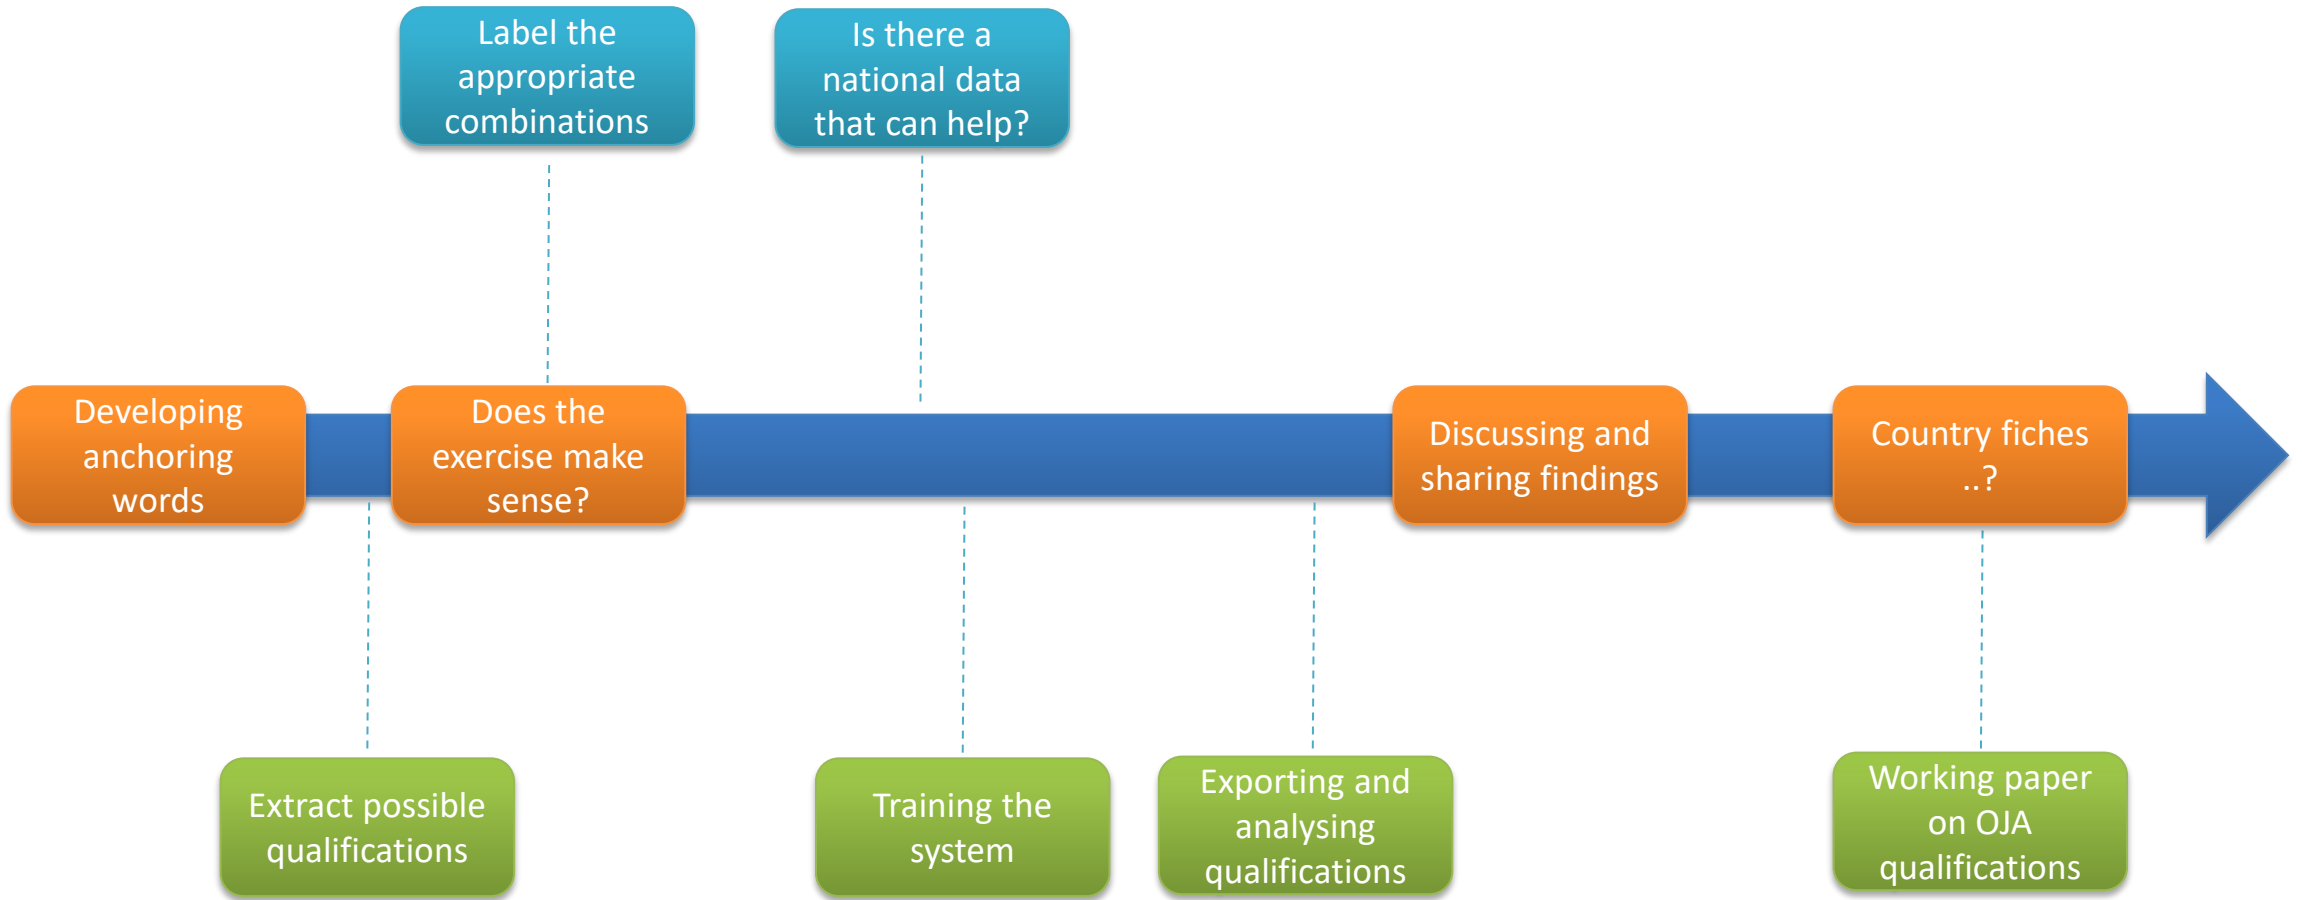 Label the
appropriate
combinations
Is there a
national data
that can help?
Developing
anchoring
words
Does the
exercise make
sense?
Discussing and
sharing findings
Country fiches
..?
Extract possible
qualifications
Training the
system
Exporting and
analysing
qualifications
Working paper
on OJA
qualifications